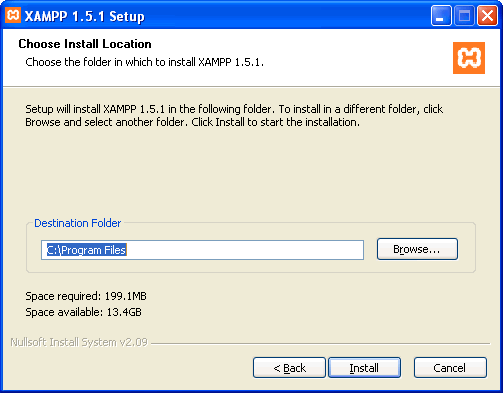 XAMPP 1.5.1 Setup
Choose Install Location
Choose the folder in which to install XAMPP 1.5.1.
Setup will install XAMPP 1.5.1 in the following folder. To install in a different folder, click
Browse and select another folder. Click Install to start the installation.
Destination Folder
C:\Program Files
Browse...
Space required: 199.1MB
Space available: 13.4GB
Nullsoft Install System v2.09
< Back
Install
Cancel